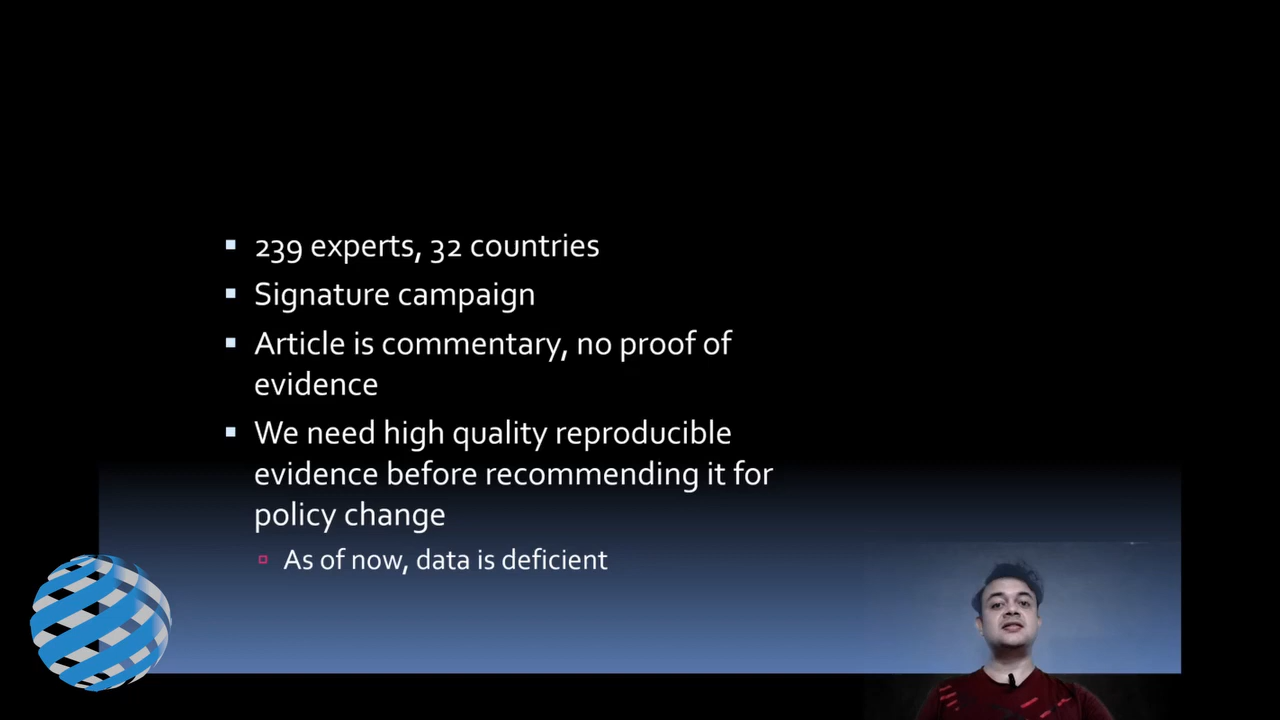 239 experts, 32 countries
Signature campaign
Article is commentary, no proof of
evidence
We need high quality reproducible
evidence before recommending it for
policy change
As of now, data is deficient